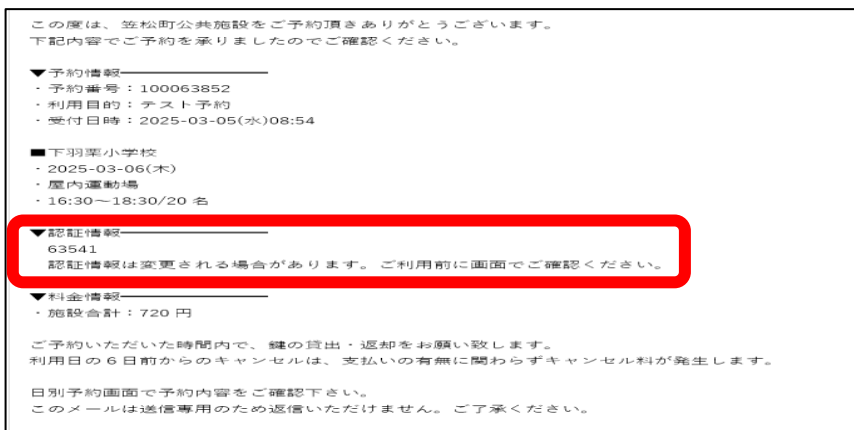 この度は、笠松町公共施設をご予約頂きありがとうございます。
下記内容でご予約を承りましたのでご確認ください。
▼予約情報━━━━━━━━━━
・予約番号：100063852
・利用目的：テスト予約
・受付日時：2025-03-05(水)08:54
■下羽栗小学校
・2025-03-06(木)
・屋内運動場
・16:30～18:30/20 名
▼認証情報━━━━━━━━━━
63541
認証情報は変更される場合があります。ご利用前に画面でご確認ください。
▼料金情報━━━━━━━━━━
・施設合計：720 円
ご予約いただいた時間内で、鍵の貸出・返却をお願い致します。
利用日の6日前からのキャンセルは、支払いの有無に関わらずキャンセル料が発生します。
日別予約画面で予約内容をご確認下さい。
このメールは送信専用のため返信いただけません。ご了承ください。